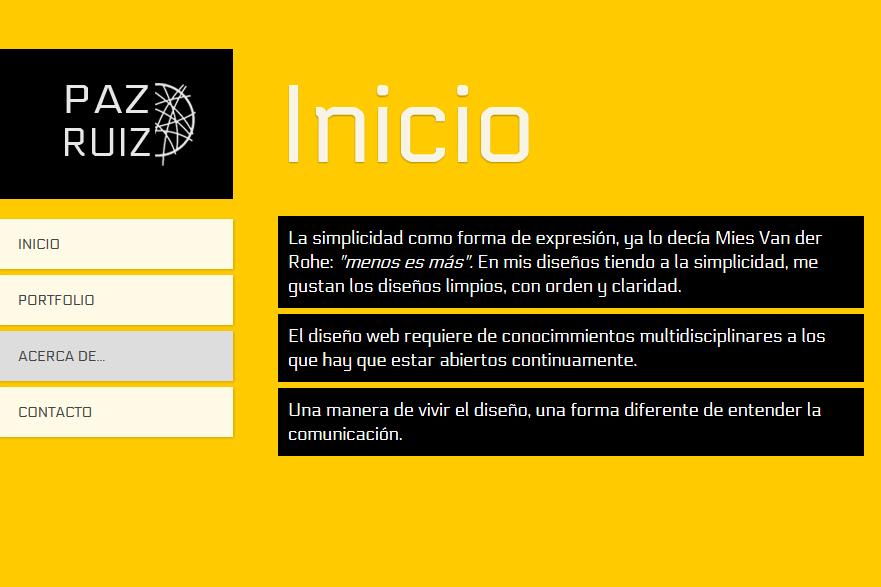 PAZ
RUIZ
INICIO
PORTFOLIO
ACERCA DE...
CONTACTO
Inicio
La simplicidad como forma de expresión, ya lo decía Mies Van der
Rohe: "menos es más". En mis diseños tiendo a la simplicidad, me
gustan los diseños limpios, con orden y claridad.
El diseño web requiere de conocimmientos multidisciplinares a los
que hay que estar abiertos continuamente.
Una manera de vivir el diseño, una forma diferente de entender la
comunicación.